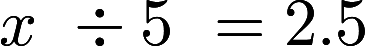 x ÷ 5 = 2.5